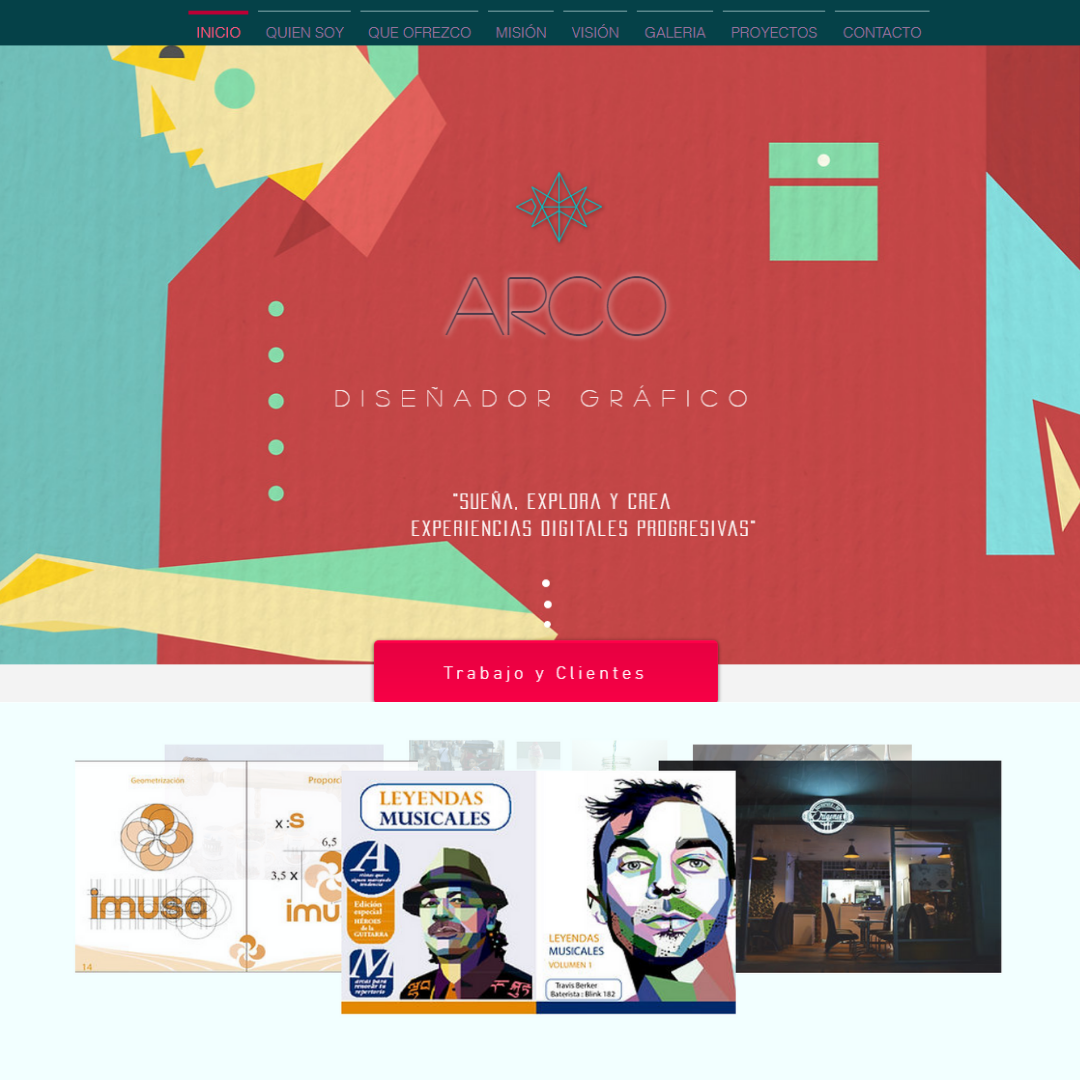 INICIO QUIEN SOY QUE OFREZCO MISIÓN VISIÓN GALERIA PROYECTOS CONTACTO
ARCO
DISEÑADOR GRÁFICO
"SUEÑA, EXPLORA Y CREA
EXPERIENCIAS DIGITALES PROGRESIVAS"
Trabajo y Clientes
Geometrización
imusa
14
x :S
6,5
3,5 x
imu
LEYENDAS
MUSICALES
A
Edición
especial
HÉROES
de la
GUITARRA
M
LEYENDAS
MUSICALES
VOLUMEN 1
Travis Berker
Baterista : Blink 182
Orígenes